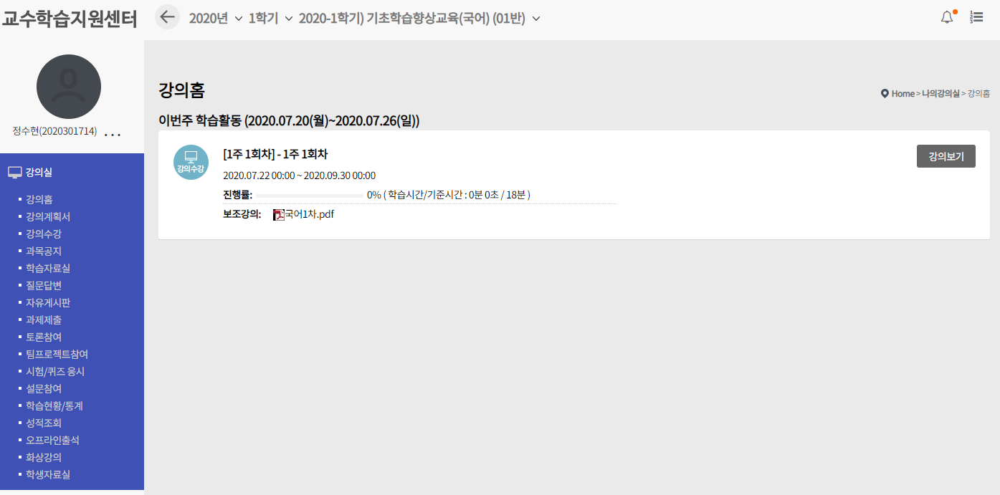 교수학습지원센터
2020년 1학기 2020-1학기) 기초학습향상교육(국어) (01반)
정수현(2020301714) ...
강의실
강의홈
강의계획서
강의수강
과목공지
학습자료실
질문답변
자유게시판
과제제출
토론참여
팀프로젝트참여
시험/퀴즈 응시
설문참여
학습현황/통계
성적조회
오프라인출석
화상강의
학생자료실
강의홈
Home > 나의강의실 > 강의홈
이번주 학습활동 (2020.07.20(월)~2020.07.26(일))
강의수강
[1주 1회차] - 1주 1회차
강의보기
2020.07.22 00:00 ~ 2020.09.30 00:00
진행률: 0% ( 학습시간/기준시간 : 0분 0초 / 18분 )
보조강의: 국어1차.pdf